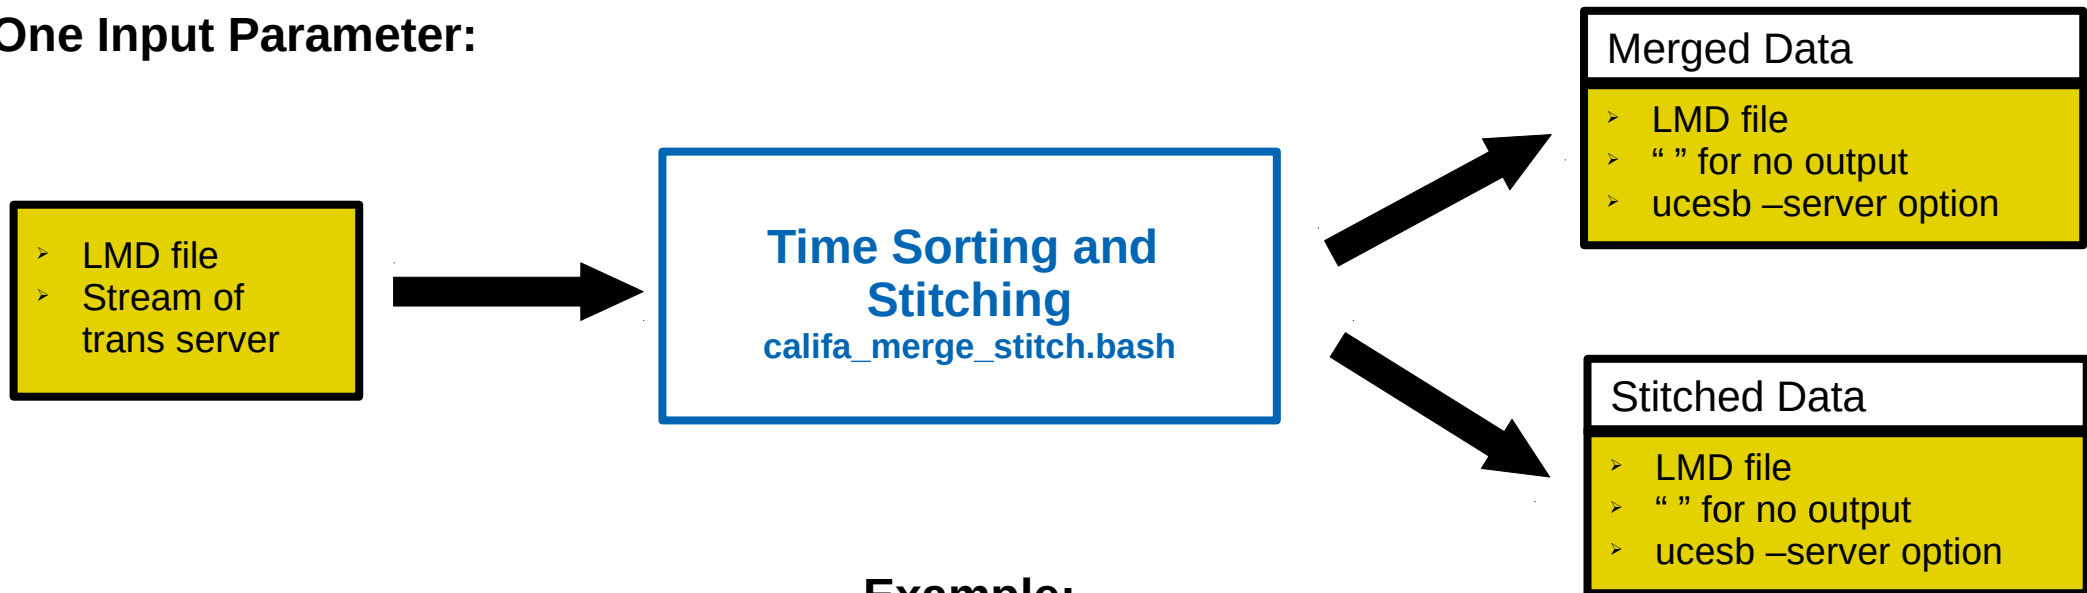 One Input Parameter:
LMD file
Stream of
trans server
Time Sorting and
Stitching
califa_merge_stitch.bash
Merged Data
LMD file
“ ” for no output
ucesb –server option
Stitched Data
LMD file
“ ” for no output
ucesb –server option
Example: